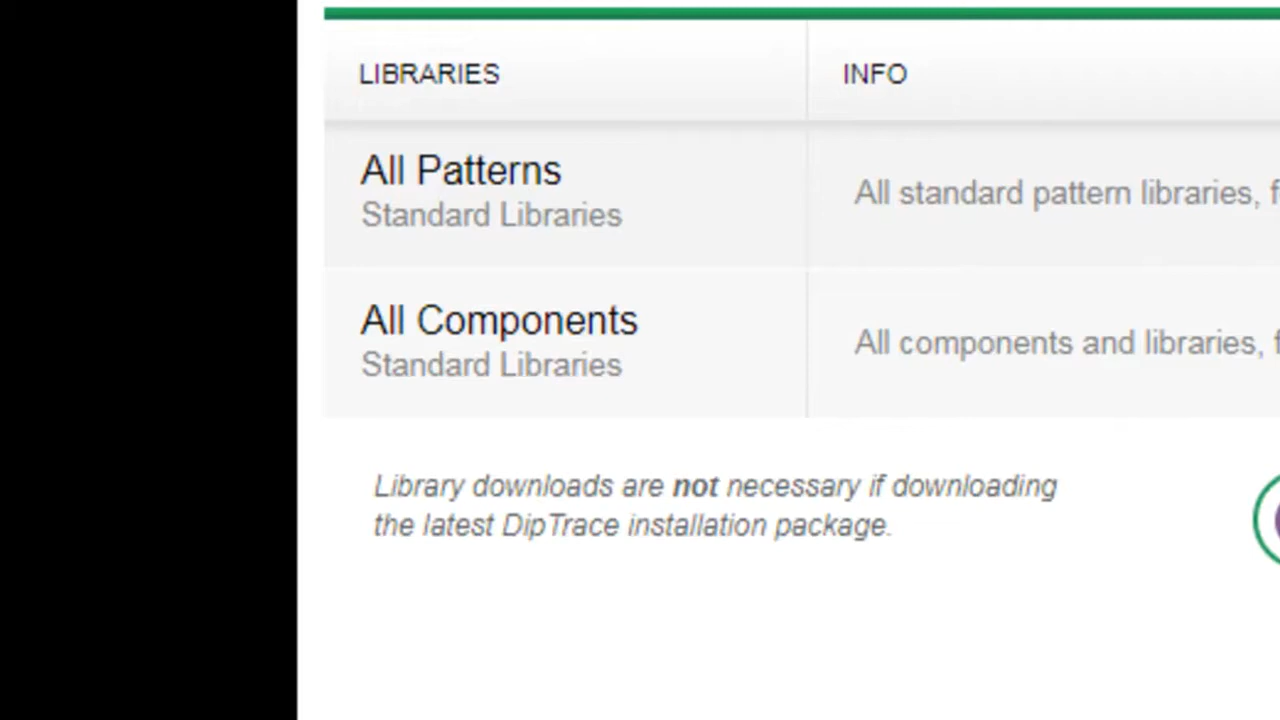 LIBRARIES
INFO
All Patterns
Standard Libraries
All standard pattern libraries,
All Components
Standard Libraries
All components and libraries,
Library downloads are not necessary if downloading
the latest DipTrace installation package.